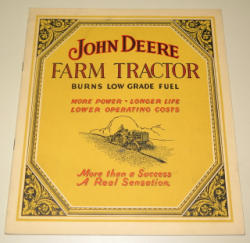 JOHN DEERE
FARM TRACTOR
BURNS LOW GRADE FUEL
MORE POWER - LONGER LIFE
LOWER OPERATING COSTS
More than a Success
A Real Sensation